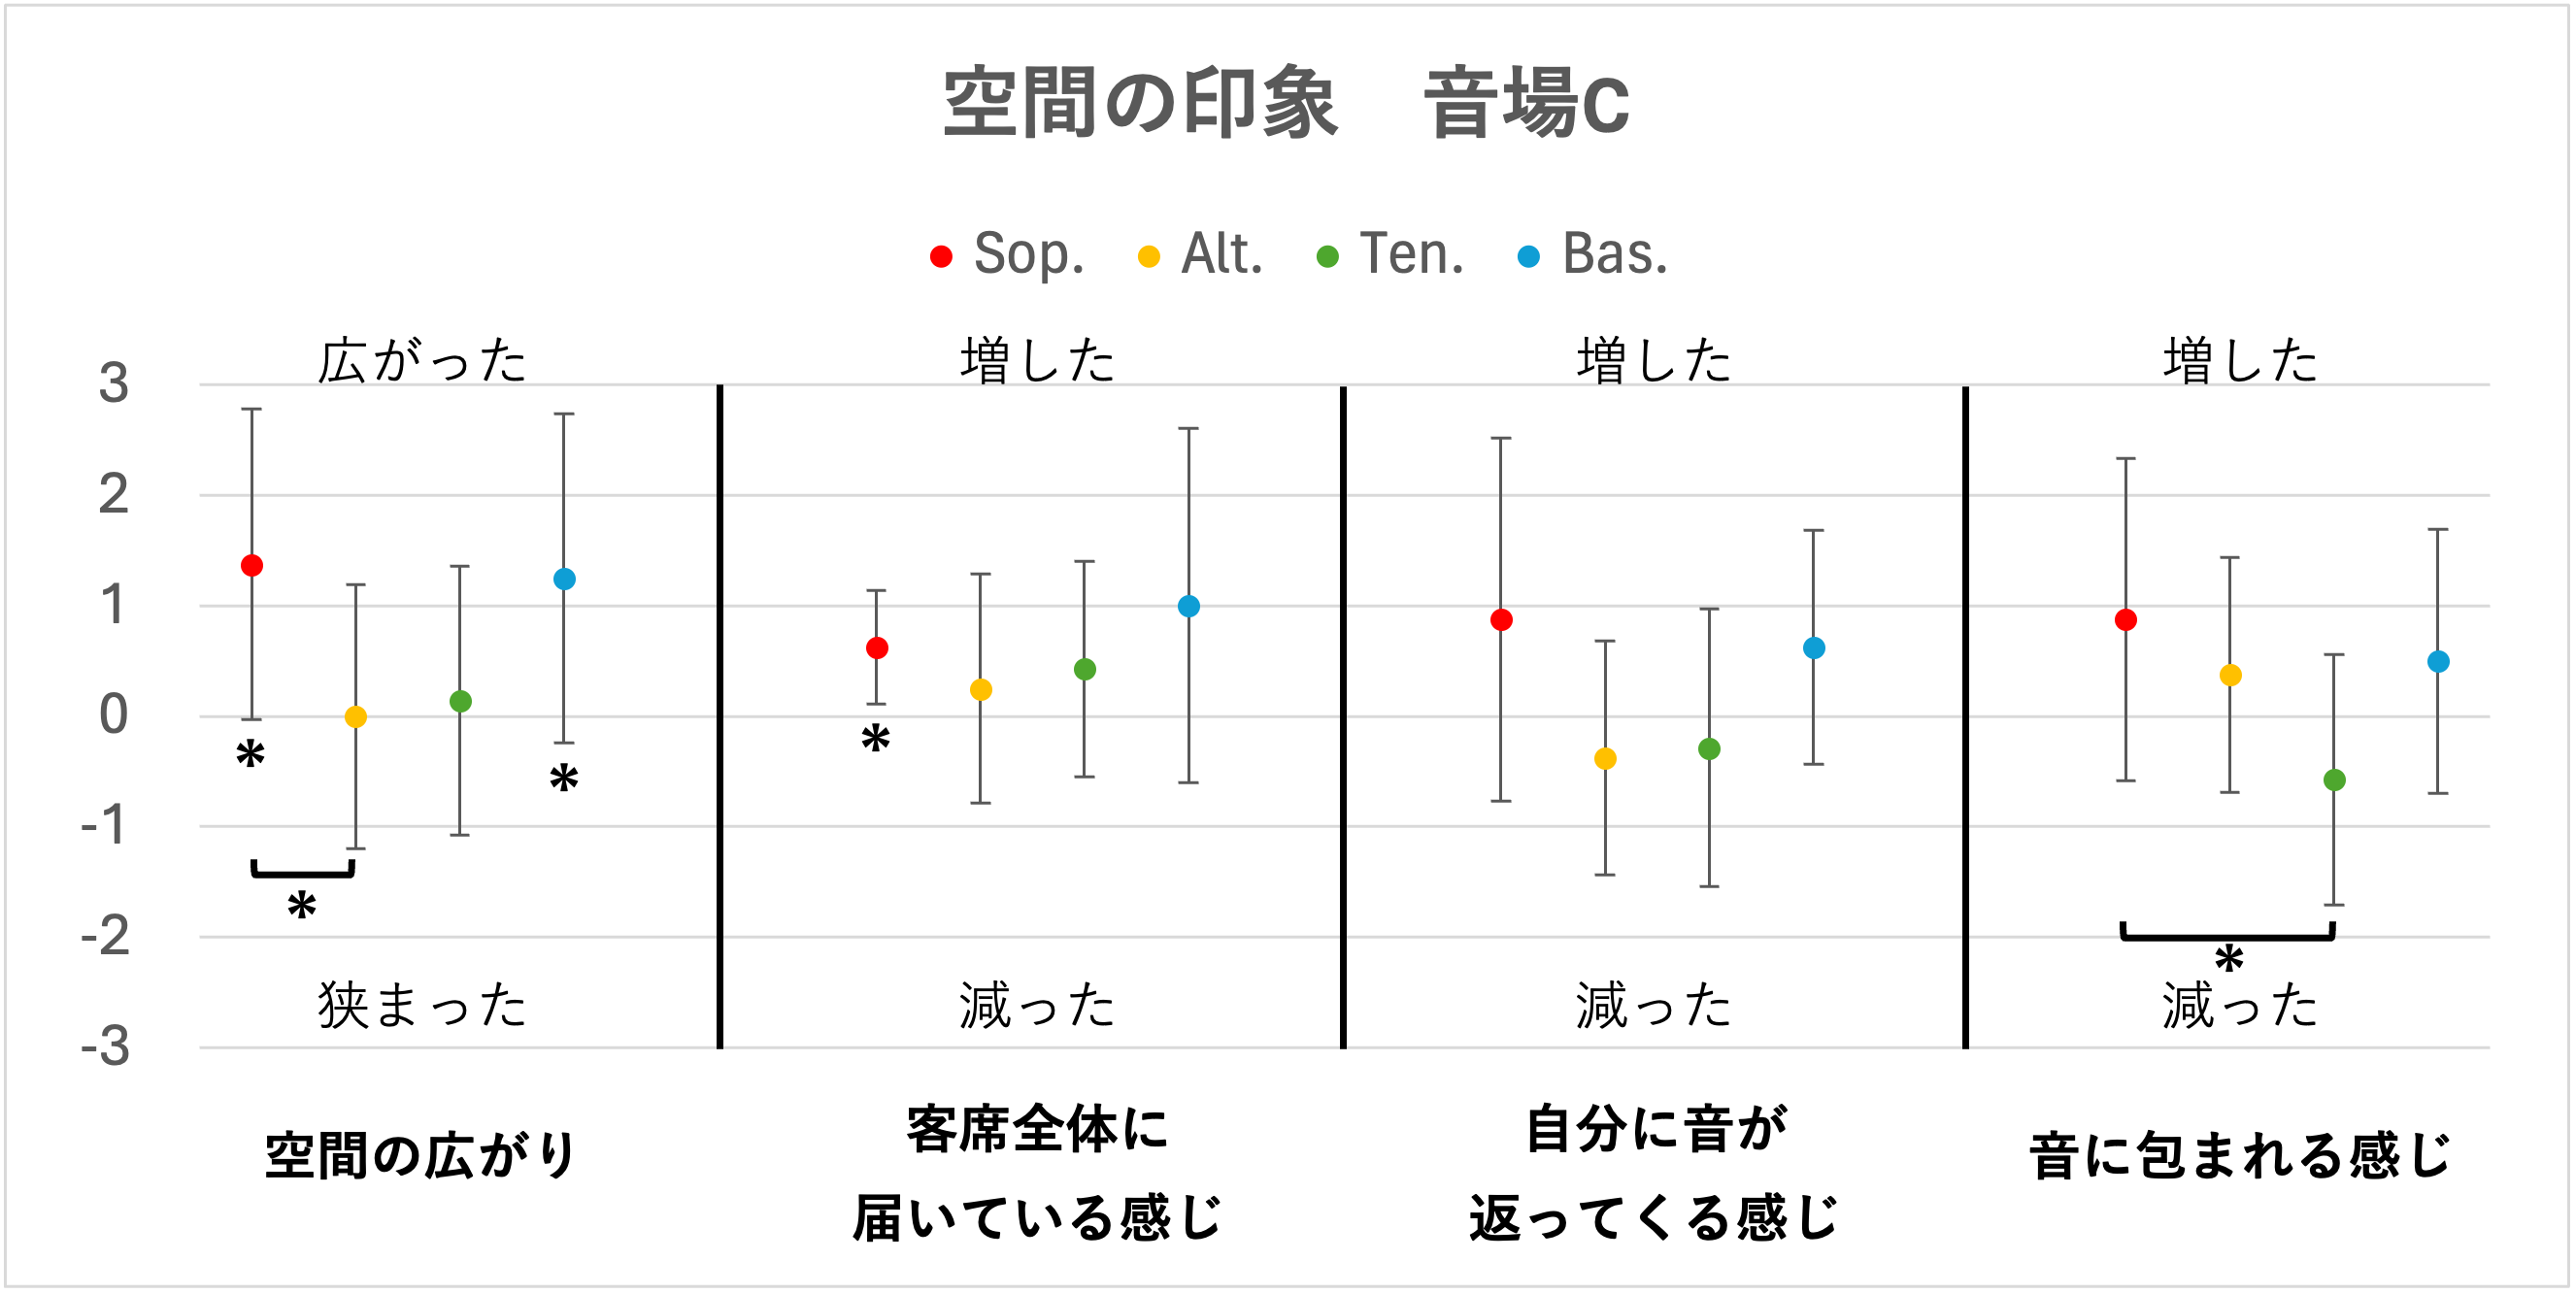 空間の印象　音場C
Sop. Alt. Ten. Bas.
広がった 増した 増した 増した
3
2
1
0
* * *
-1
*
-2
*
狭まった 減った 減った 減った
-3
空間の広がり
客席全体に
届いている感じ
自分に音が
返ってくる感じ
音に包まれる感じ